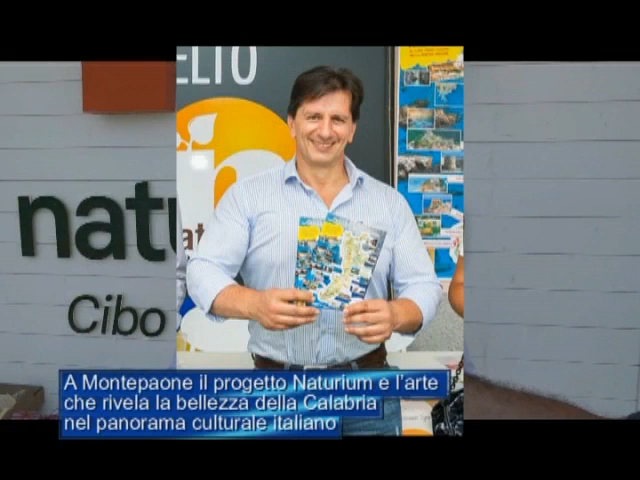 ELTO
natu
Cibo
A Montepaone il progetto Naturium e l'arte
che rivela la bellezza della Calabria
nel panorama culturale italiano